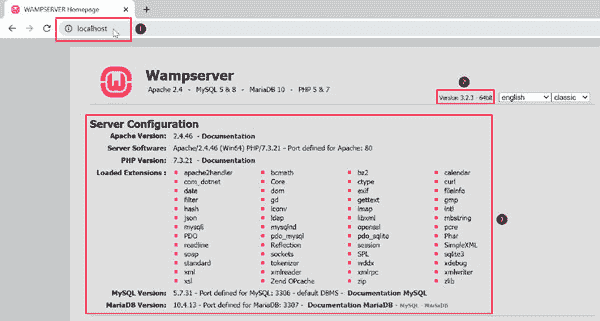 WAMPSERVER Homepage
localhost
1
Wampserver
Apache 2.4 - MySQL 5 & 8 - MariaDB 10 - PHP 5 & 7
2
Version 3.2.3 - 64bit english classic
Server Configuration
Apache Version: 2.4.46 - Documentation
Server Software: Apache/2.4.46 (Win64) PHP/7.3.21 - Port defined for Apache: 80
PHP Version: 7.3.21 - Documentation
Loaded Extensions : apache2handler bcmath bz2 calendar
com_dotnet Core ctype curl
date dom exif fileinfo
filter gd gettext gmp
hash iconv imap intl
json ldap libxml mbstring
mysqli mysqlnd openssl pcre
PDO pdo_mysql pdo_sqlite Phar
readline Reflection session SimpleXML
soap sockets SPL sqlite3
standard tokenizer wddx xdebug
xml xmlreader xmlrpc xmlwriter
xsl Zend OPcache zip zlib
3
MySQL Version: 5.7.31 - Port defined for MySQL: 3306 - default DBMS - Documentation MySQL
MariaDB Version: 10.4.13 - Port defined for MariaDB: 3307 - Documentation MariaDB - MySQL - MariaDB